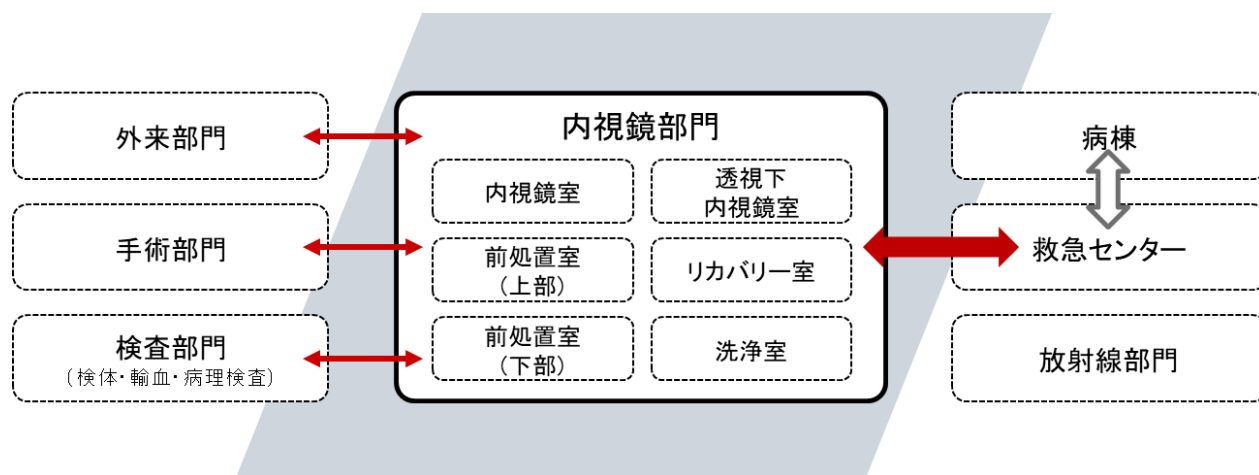 外来部門
手術部門
検査部門
(検体・輸血・病理検査)
内視鏡部門
内視鏡室
透視下
内視鏡室
前処置室
(上部)
リカバリー室
前処置室
(下部)
洗浄室
病棟
救急センター
放射線部門